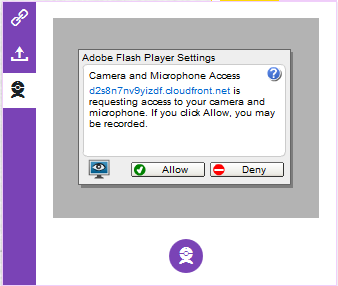 Adobe Flash Player Settings
Camera and Microphone Access
d2s8n7nv9yizdf.cloudfront.net is
requesting access to your camera and
microphone. If you click Allow, you may
be recorded.
Allow
Deny